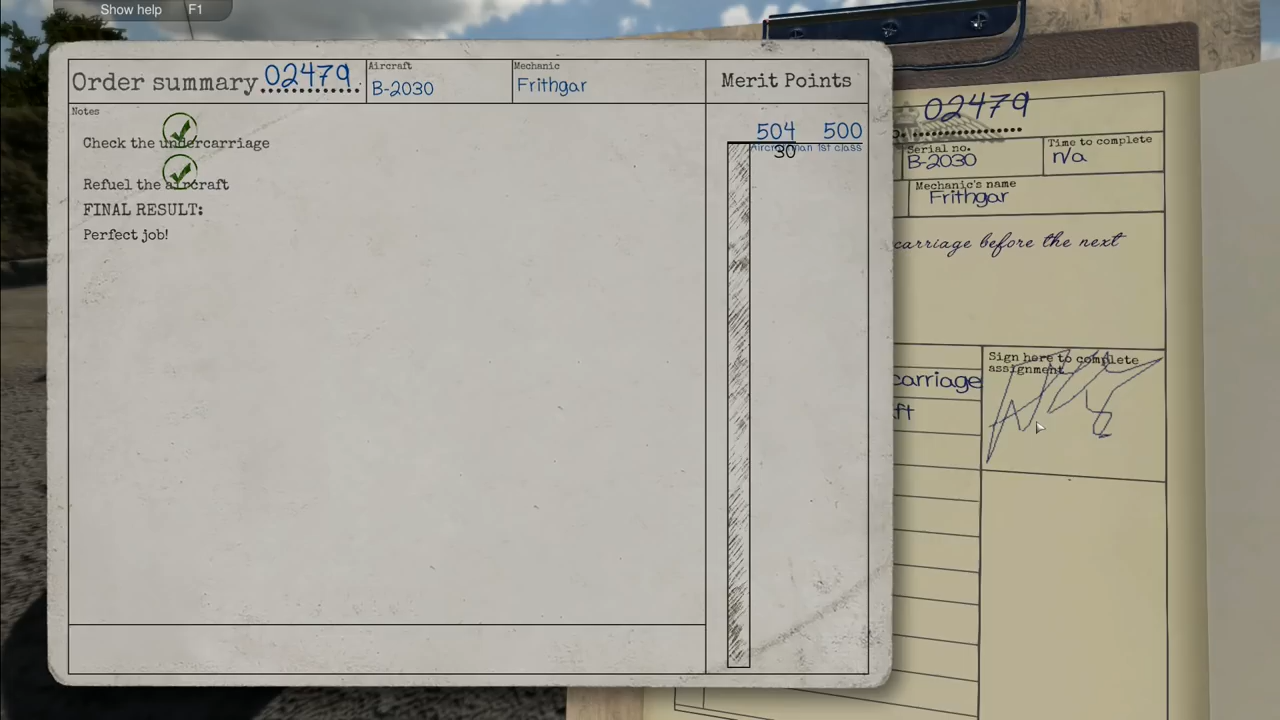 Show help F1
Order summary 02479
Aircraft
B-2030
Mechanic
Frithgar
Merit Points
Notes
Check the undercarriage
Refuel the aircraft
FINAL RESULT:
Perfect job!
504 500
Aircraftman 1st class
30
02479
Serial no.
B-2030
Time to complete
n/a
Mechanic's name
Frithgar
carriage before the next
carriage
ft
Sign here to complete
assignment